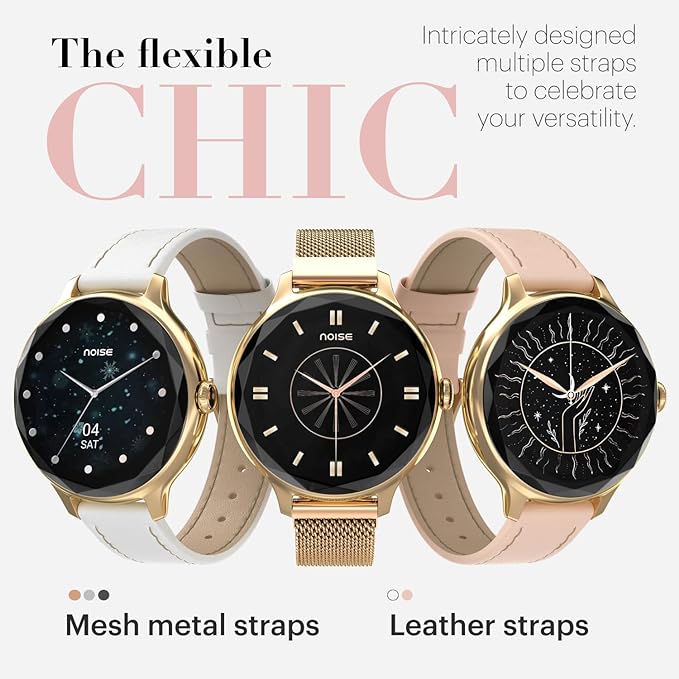 The flexible
CHIC
Intricately designed
multiple straps
to celebrate
your versatility.
NOISE
04
SAT
NOISE
Mesh metal straps
Leather straps